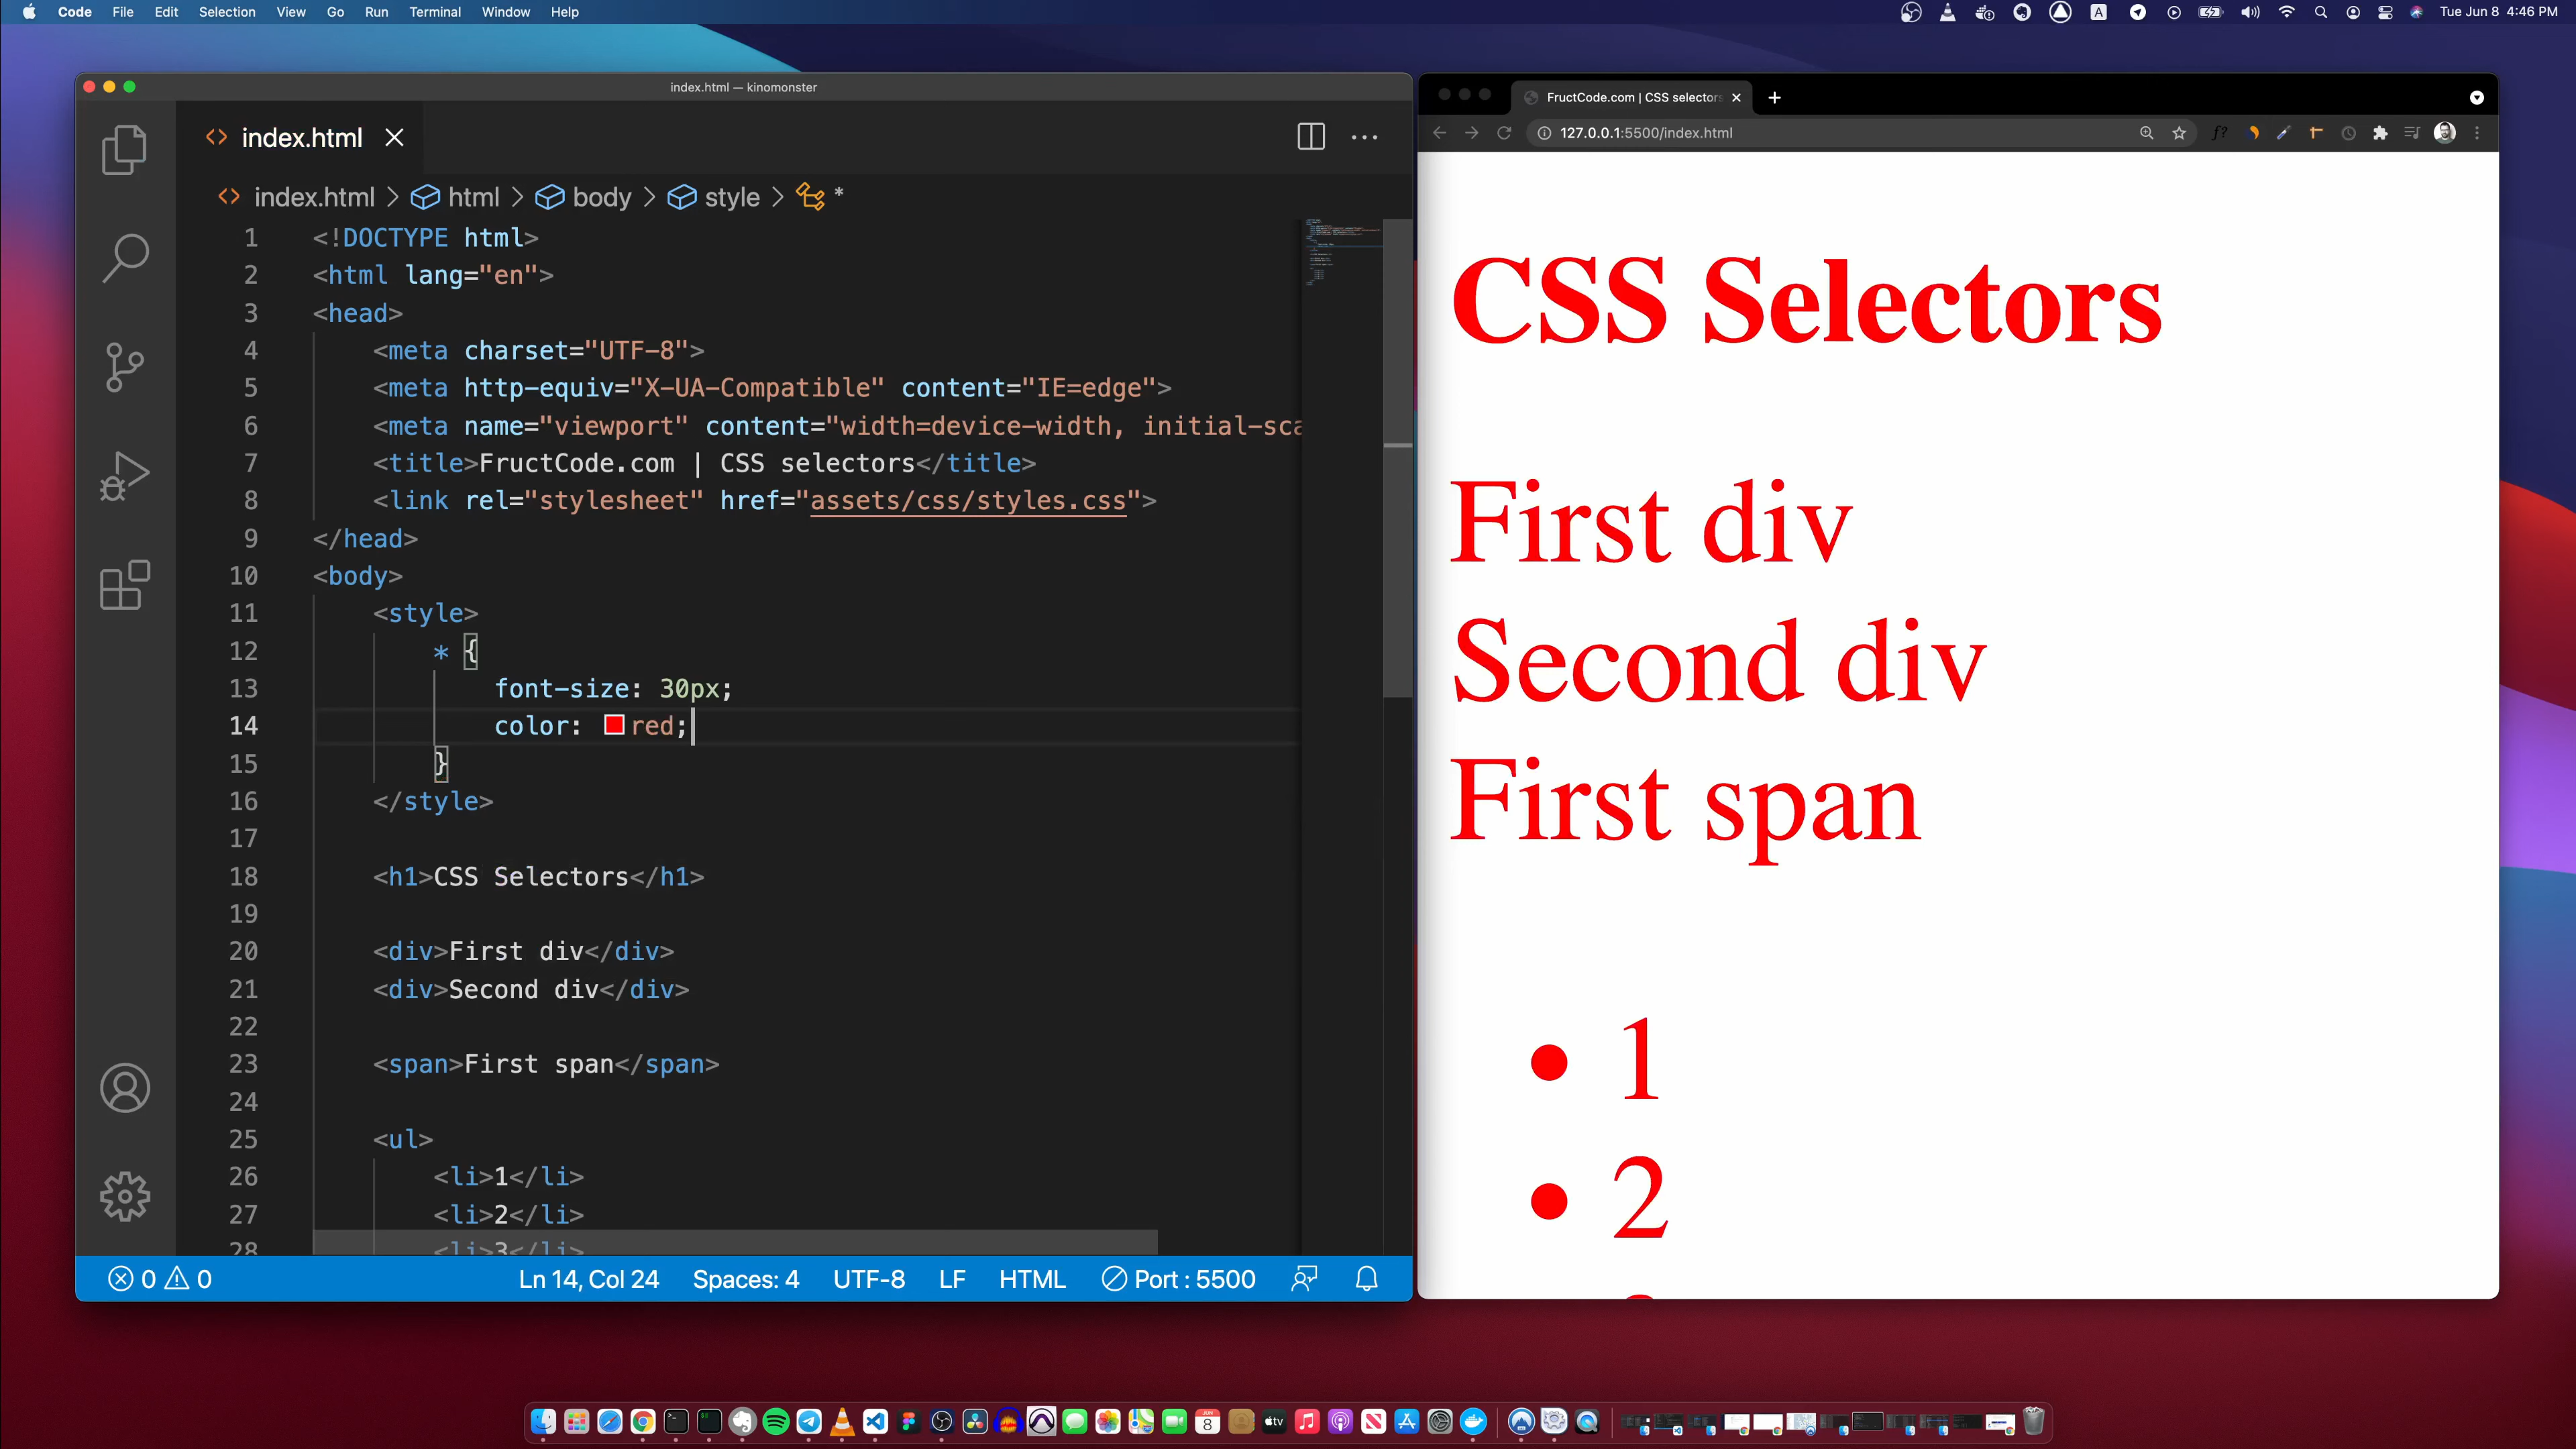 Code File Edit Selection View Go Run Terminal Window Help
A
Tue Jun 8 4:46 PM
index.html — kinomonster
index.html
index.html > html > body > style > *
1 <!DOCTYPE html>
2 <html lang="en">
3 <head>
4 <meta charset="UTF-8">
5 <meta http-equiv="X-UA-Compatible" content="IE=edge">
6 <meta name="viewport" content="width=device-width, initial-sca
7 <title>FructCode.com | CSS selectors</title>
8 <link rel="stylesheet" href="assets/css/styles.css">
9 </head>
10 <body>
11 <style>
12 * {
13 font-size: 30px;
14 color: red;
15 }
16 </style>
17
18 <h1>CSS Selectors</h1>
19
20 <div>First div</div>
21 <div>Second div</div>
22
23 <span>First span</span>
24
25 <ul>
26 <li>1</li>
27 <li>2</li>
28 <li>3</li>
0 0 Ln 14, Col 24 Spaces: 4 UTF-8 LF HTML Port : 5500
FructCode.com | CSS selectors
127.0.0.1:5500/index.html
f?
CSS Selectors
First div
Second div
First span
• 1
• 2
JUN
8
tv